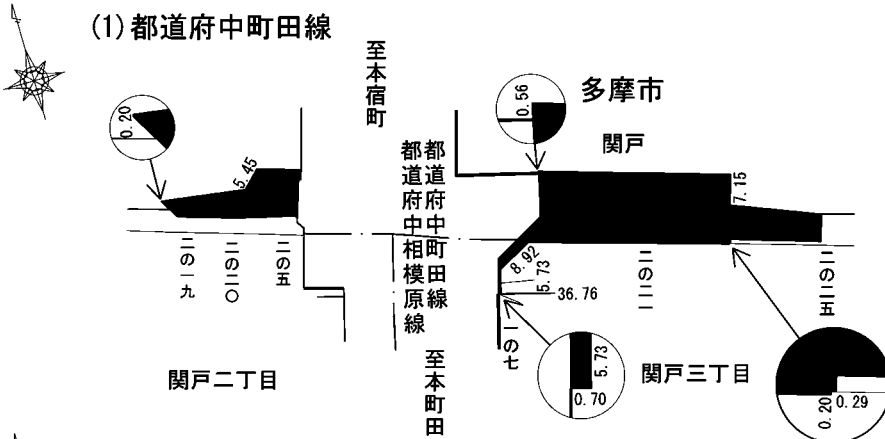 (1)都道府中町田線
至本宿町
多摩市
関戸
都道府中町田線
都道府中相模原線
至本町田
関戸二丁目
関戸三丁目
二の一九
二の二〇
二の五
一の七
二の二一
二の二五
0.20
5.45
0.56
7.15
8.92
5.73
36.76
5.73
0.70
0.20
0.29